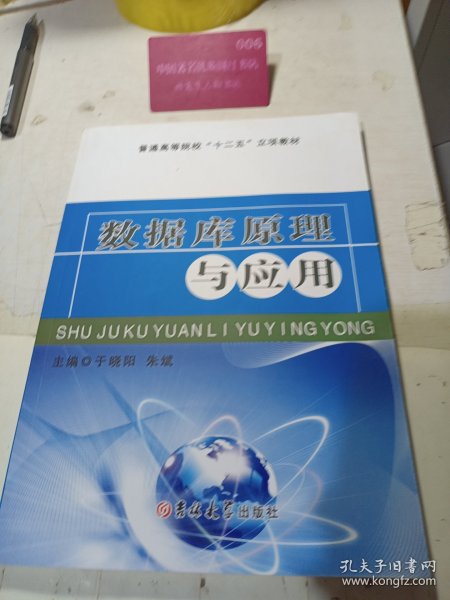 006
普通高等院校“十二五”立项教材
数据库原理
与应用
SHU JU KU YUAN LI YU YING YONG
主编◎于晓阳 朱斌
吉林大学出版社
孔夫子旧书网
www.kongfz.com